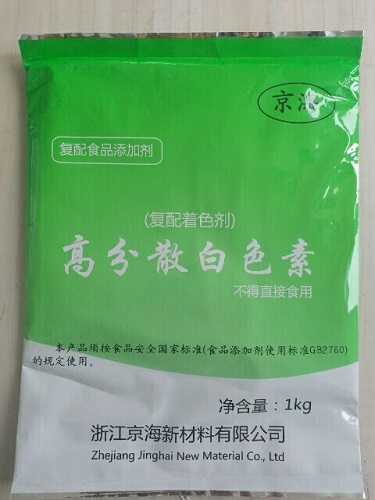 京海
复配食品添加剂
(复配着色剂)
高分散白色素
不得直接食用
本产品须按食品安全国家标准(食品添加剂使用标准GB2760)
的规定使用。
净含量：1kg
浙江京海新材料有限公司
Zhejiang Jinghai New Material Co., Ltd